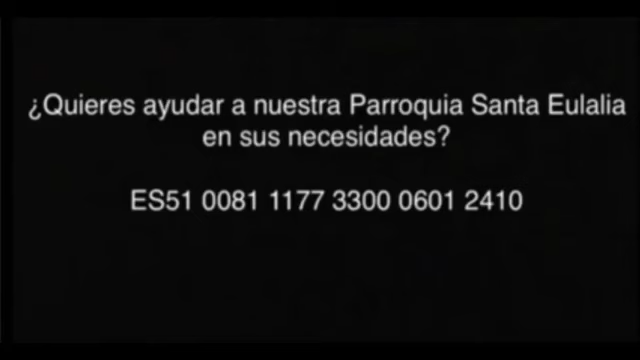 ¿Quieres ayudar a nuestra Parroquia Santa Eulalia
en sus necesidades?
ES51 0081 1177 3300 0601 2410